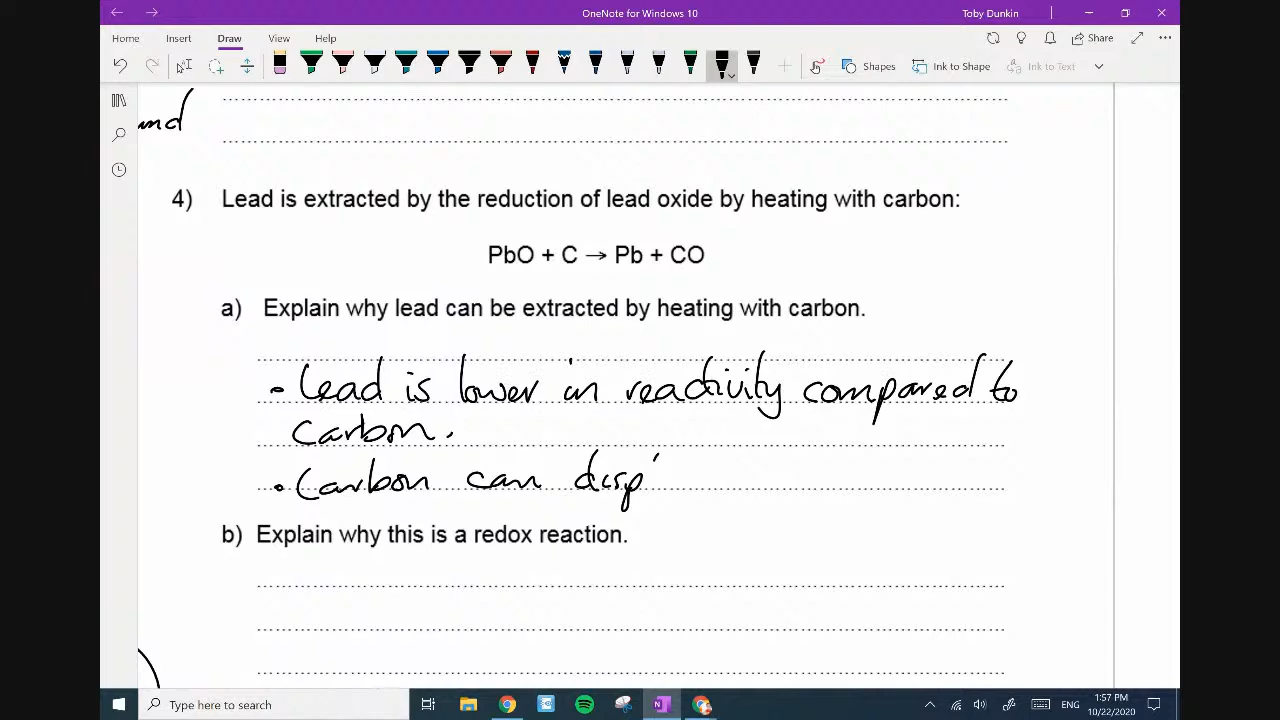 OneNote for Windows 10
Toby Dunkin
Home Insert Draw View Help
Share
Shapes
Ink to Shape
Ink to Text
and
4) Lead is extracted by the reduction of lead oxide by heating with carbon:
PbO + C → Pb + CO
a) Explain why lead can be extracted by heating with carbon.
• Lead is lower in reactivity compared to
Carbon.
• Carbon can disp
b) Explain why this is a redox reaction.
Type here to search
ENG
1:57 PM
10/22/2020